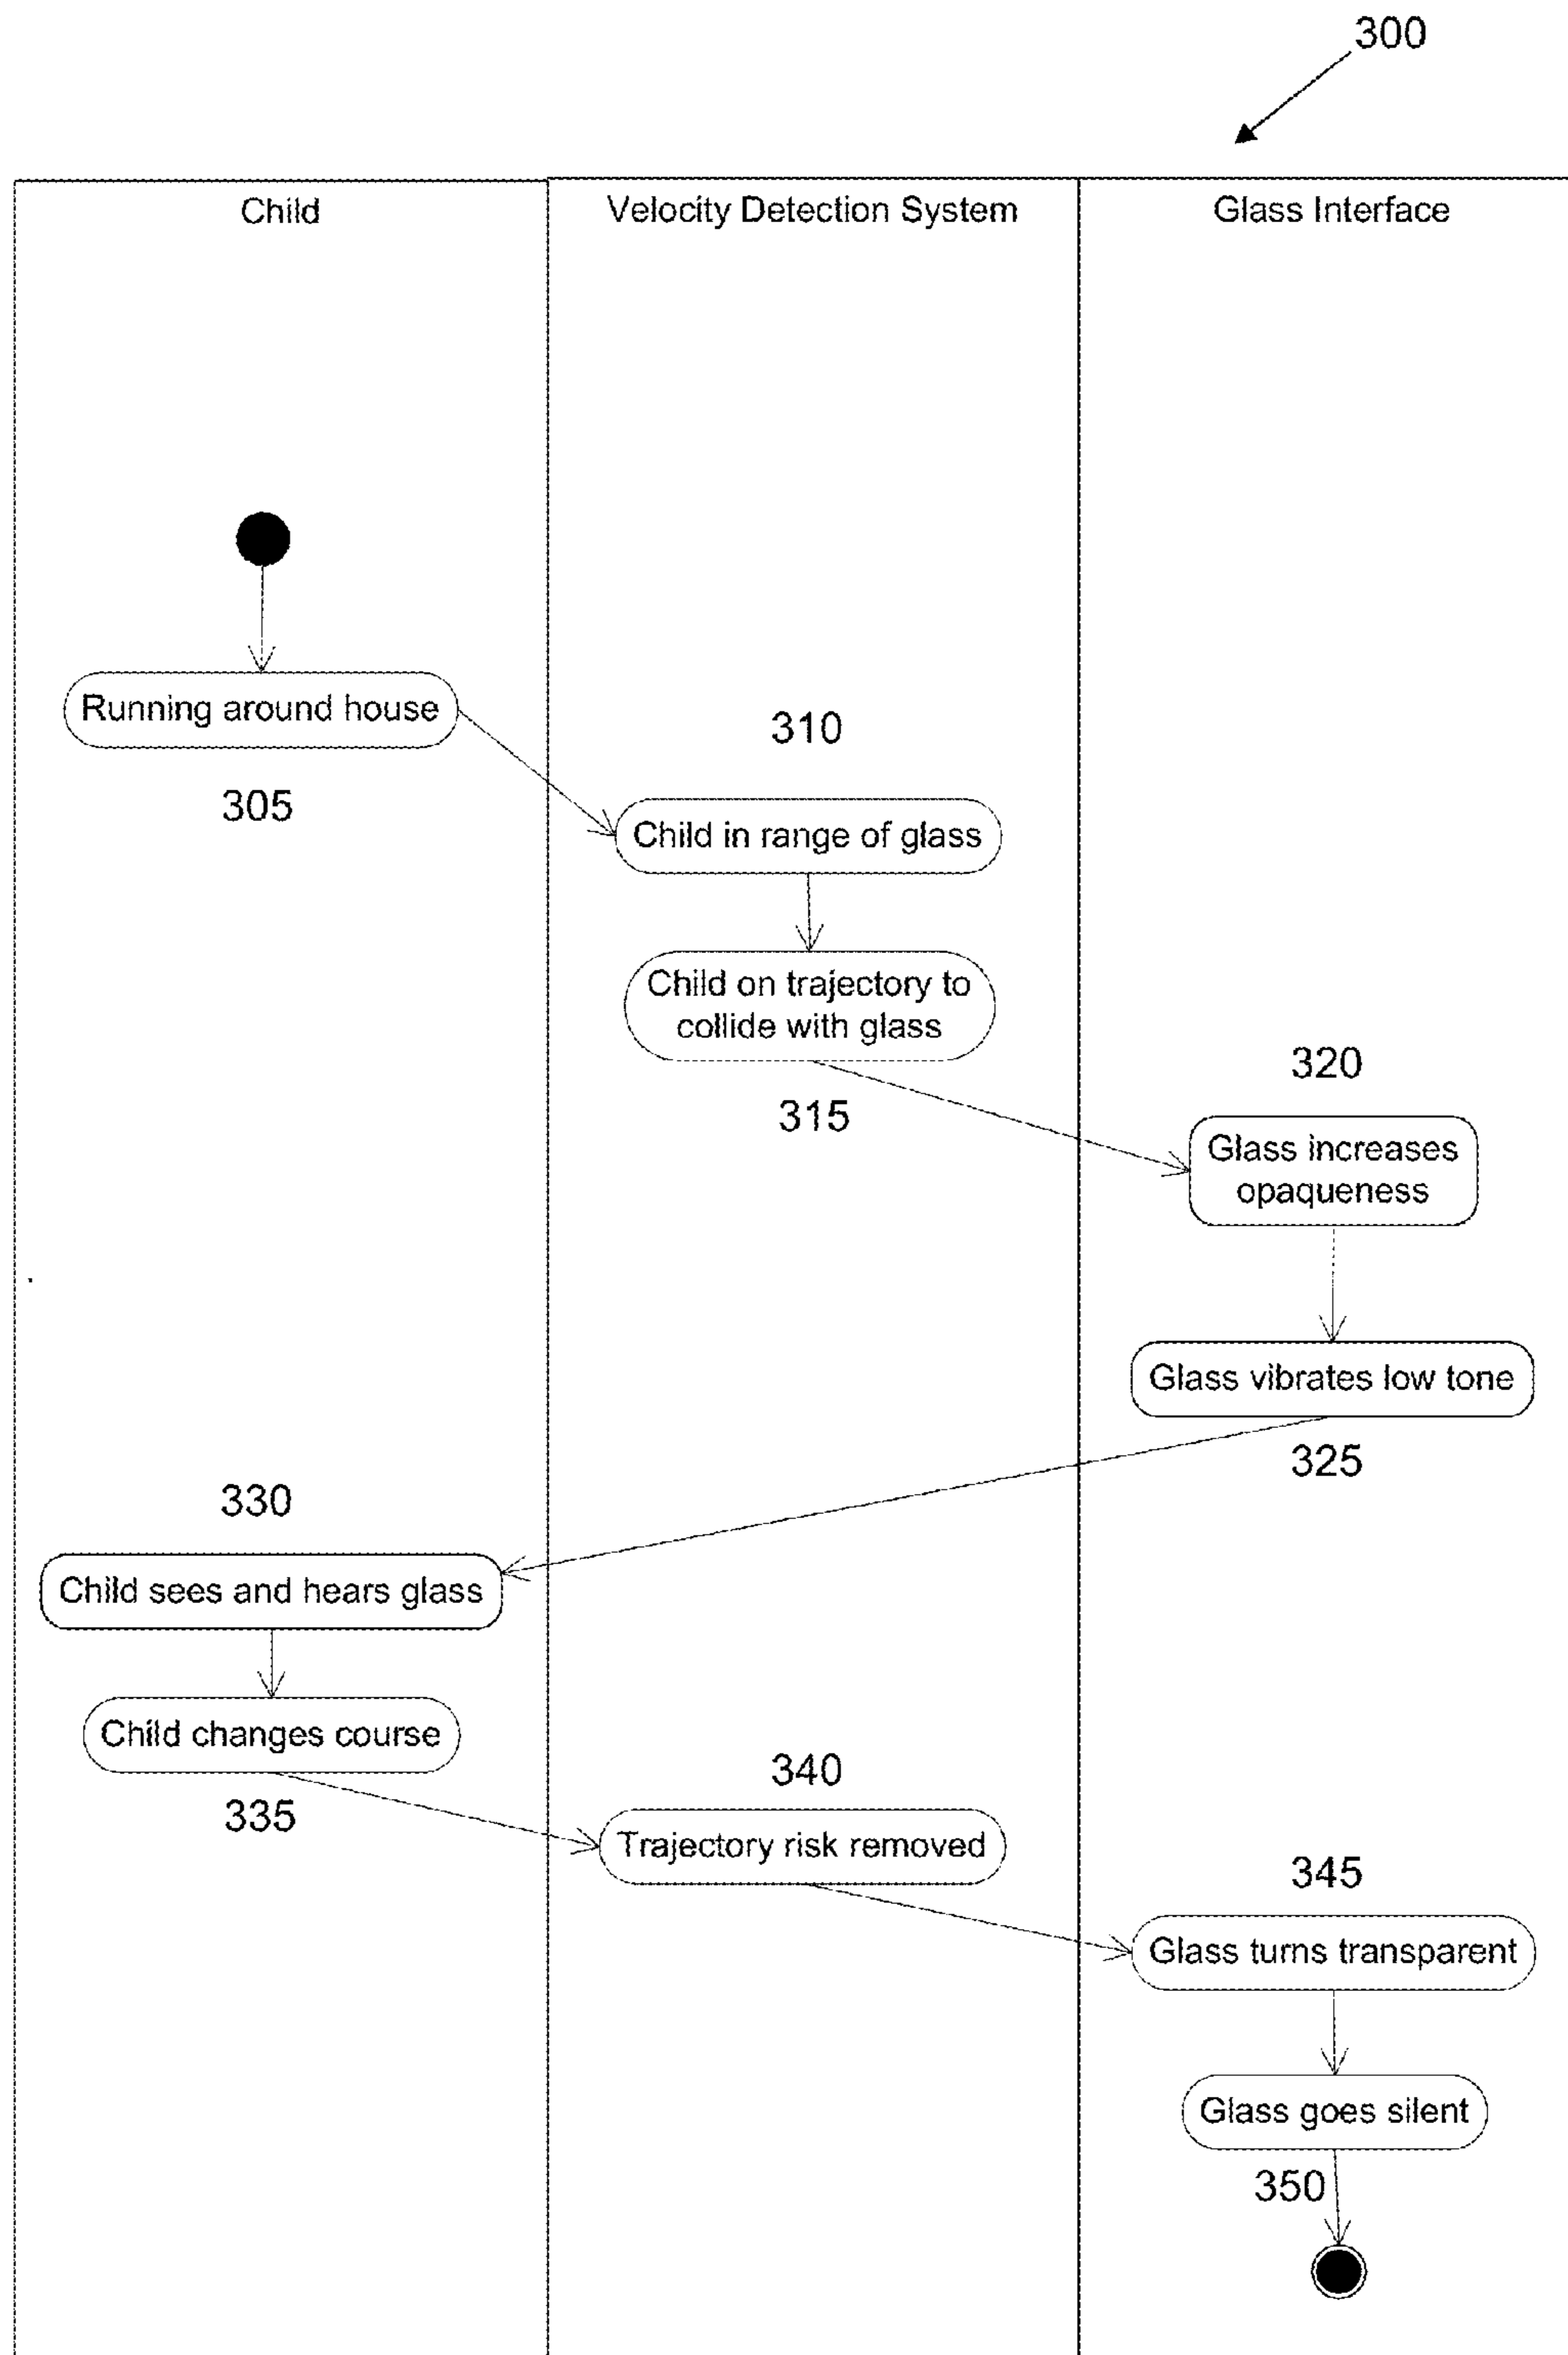 300
Child
Velocity Detection System
Glass Interface
Running around house
305
310
Child in range of glass
Child on trajectory to
collide with glass
315
320
Glass increases
opaqueness
Glass vibrates low tone
325
330
Child sees and hears glass
Child changes course
335
340
Trajectory risk removed
345
Glass turns transparent
Glass goes silent
350